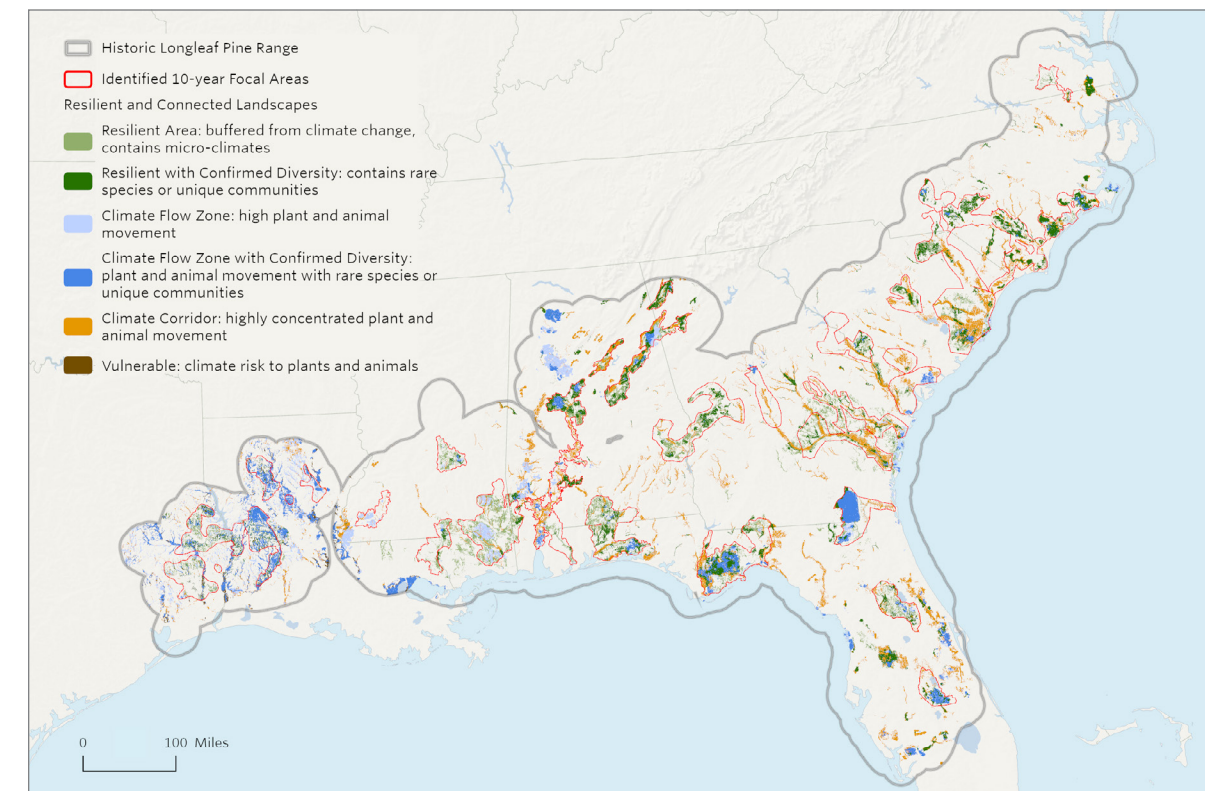 Historic Longleaf Pine Range
Identified 10-year Focal Areas
Resilient and Connected Landscapes
Resilient Area: buffered from climate change,
contains micro-climates
Resilient with Confirmed Diversity: contains rare
species or unique communities
Climate Flow Zone: high plant and animal
movement
Climate Flow Zone with Confirmed Diversity:
plant and animal movement with rare species or
unique communities
Climate Corridor: highly concentrated plant and
animal movement
Vulnerable: climate risk to plants and animals
0 100 Miles